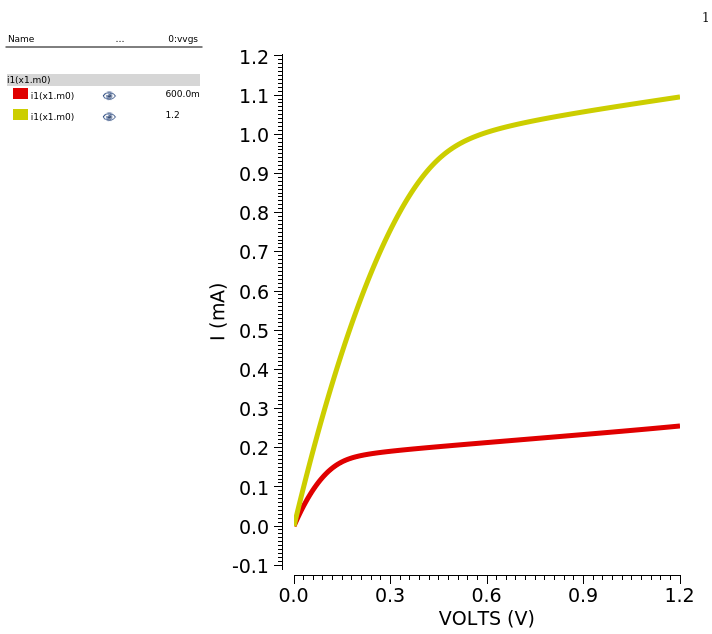 1
Name ... 0:vvgs
i1(x1.m0)
i1(x1.m0) 600.0m
i1(x1.m0) 1.2
1.2
1.1
1.0
0.9
0.8
0.7
0.6
0.5
0.4
0.3
0.2
0.1
0.0
-0.1
I (mA)
0.0 0.3 0.6 0.9 1.2
VOLTS (V)